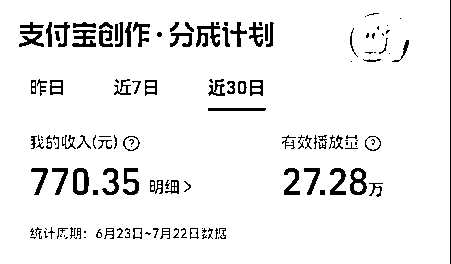 支付宝创作·分成计划
昨日 近7日 近30日
我的收入(元) ? 有效播放量 ?
770.35 明细> 27.28万
统计周期：6月23日~7月22日数据